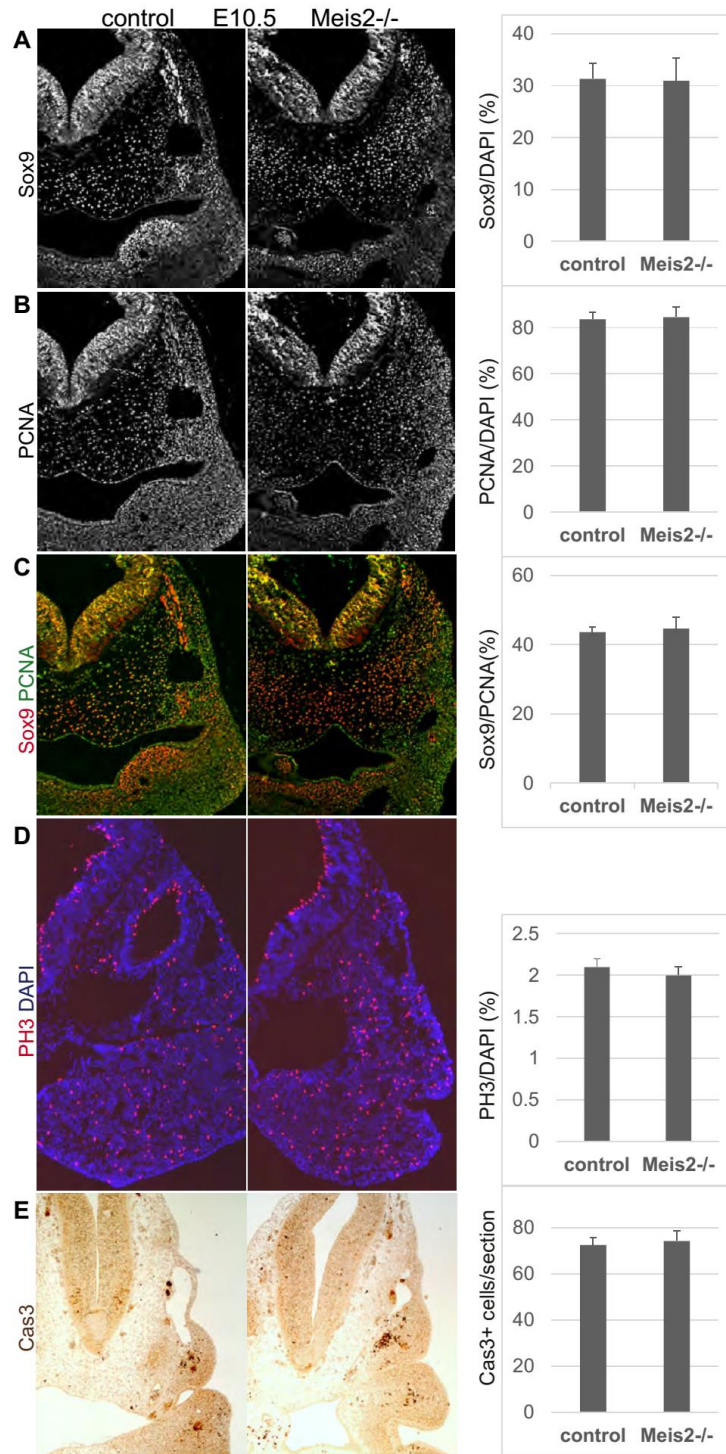 control E10.5 Meis2-/-
A
Sox9
Sox9/DAPI (%)
40
30
20
10
0
control Meis2-/-
B
PCNA
PCNA/DAPI (%)
80
60
40
20
0
control Meis2-/-
C
Sox9 PCNA
Sox9/PCNA(%)
60
40
20
0
control Meis2-/-
D
PH3 DAPI
PH3/DAPI (%)
2.5
2
1.5
1
0.5
0
control Meis2-/-
E
Cas3
Cas3+ cells/section
80
60
40
20
0
control Meis2-/-